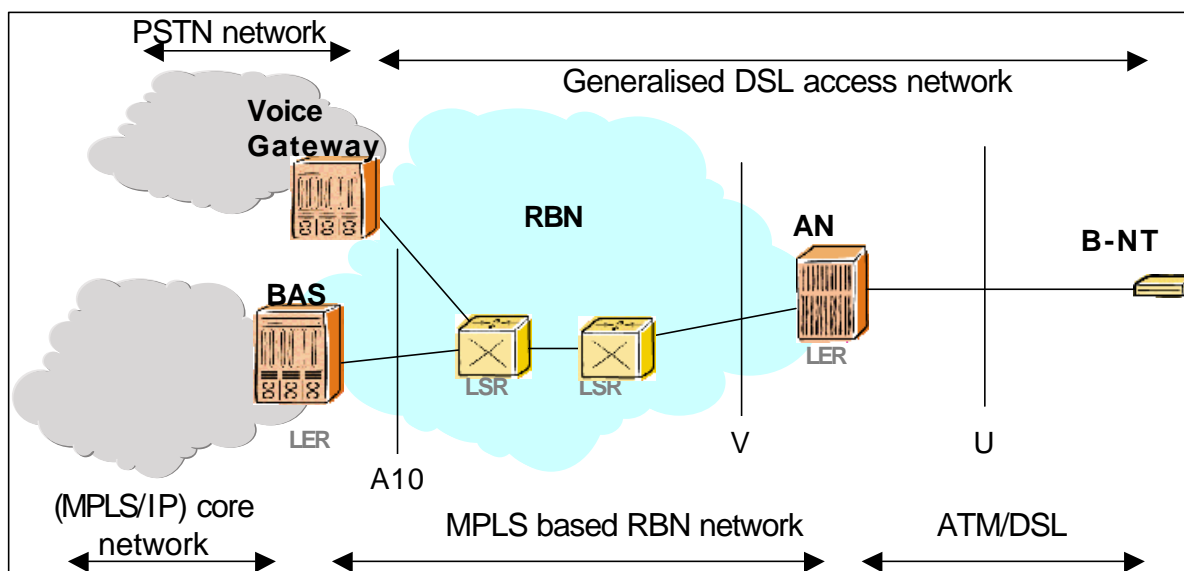 PSTN network
Generalised DSL access network
Voice
Gateway
RBN
AN
B-NT
BAS
LSR
LSR
LER
LER
V
U
A10
(MPLS/IP) core
network
MPLS based RBN network
ATM/DSL